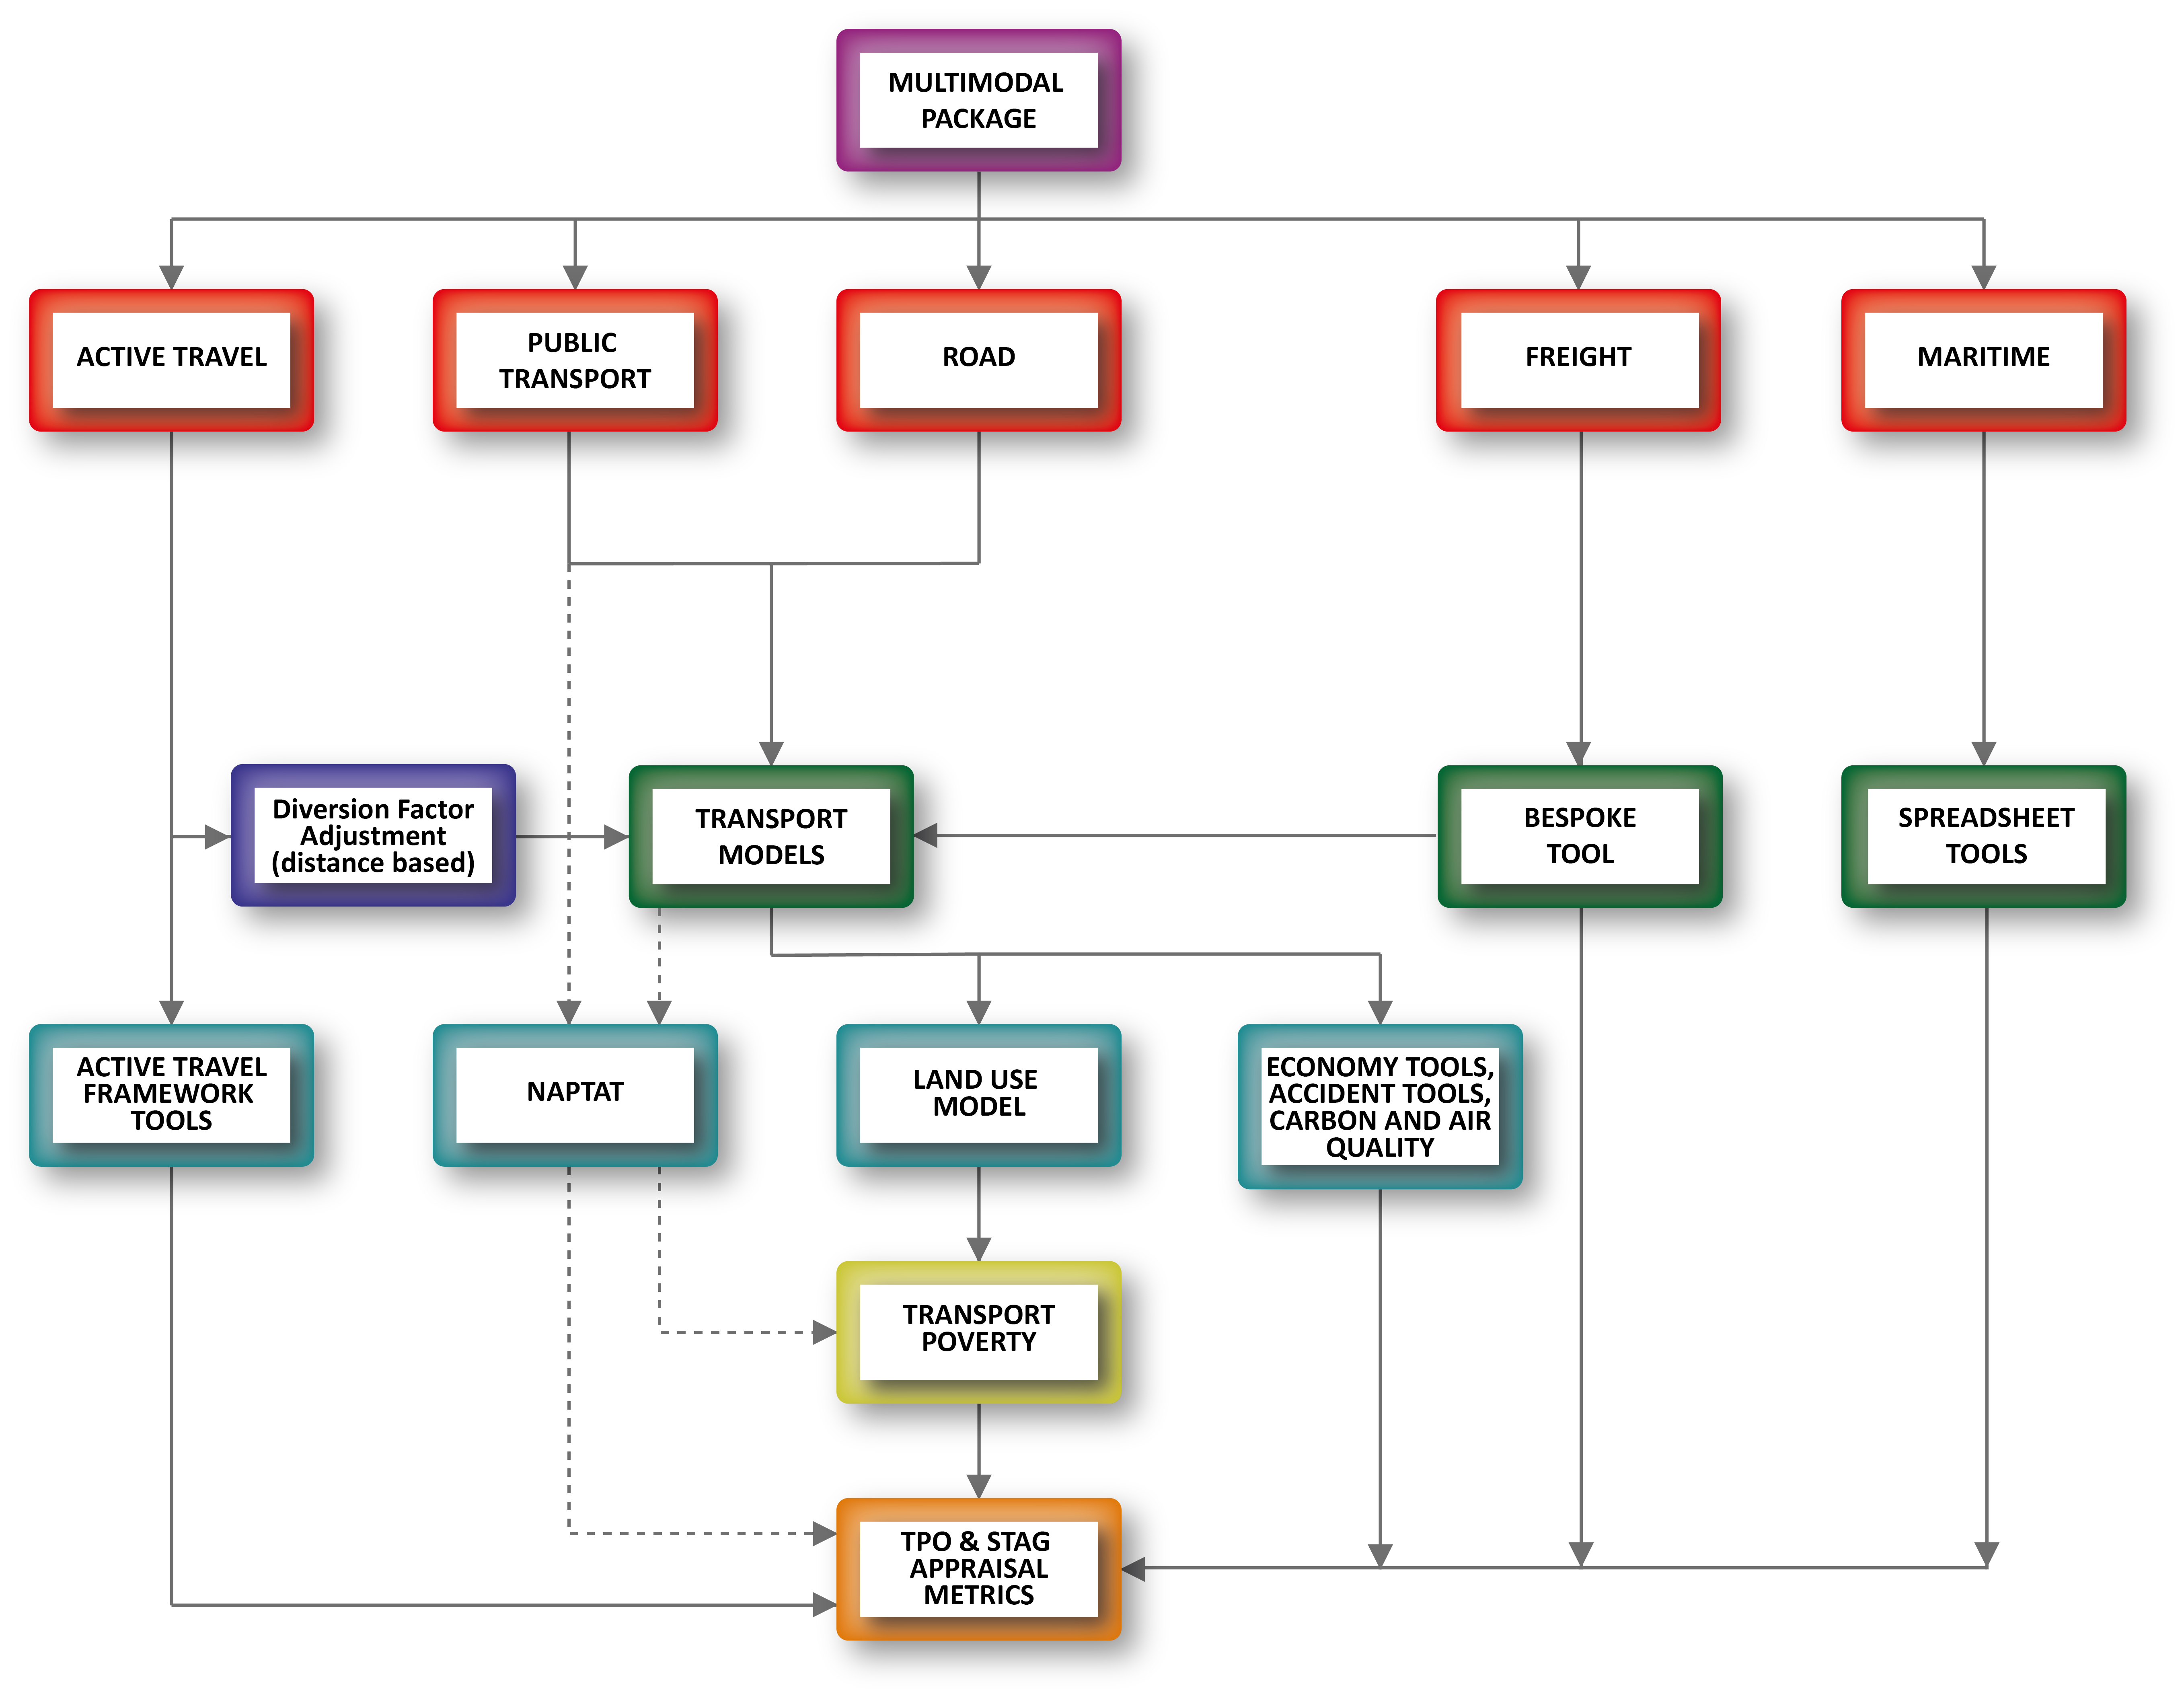 MULTIMODAL
PACKAGE
ACTIVE TRAVEL
PUBLIC
TRANSPORT
ROAD
FREIGHT
MARITIME
Diversion Factor
Adjustment
(distance based)
TRANSPORT
MODELS
BESPOKE
TOOL
SPREADSHEET
TOOLS
ACTIVE TRAVEL
FRAMEWORK
TOOLS
NAPTAT
LAND USE
MODEL
ECONOMY TOOLS,
ACCIDENT TOOLS,
CARBON AND AIR
QUALITY
TRANSPORT
POVERTY
TPO & STAG
APPRAISAL
METRICS